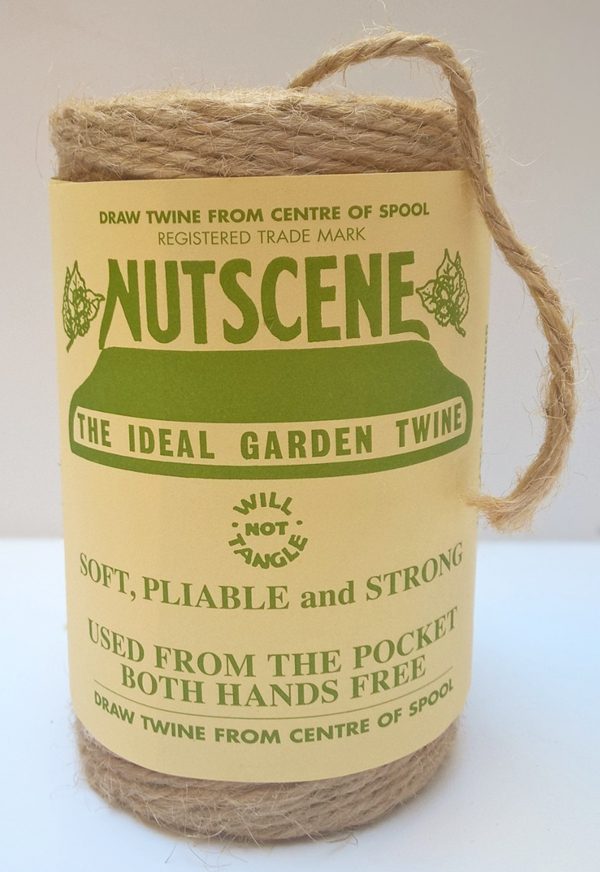 DRAW TWINE FROM CENTRE OF SPOOL
REGISTERED TRADE MARK
NUTSCENE
THE IDEAL GARDEN TWINE
WILL
· NOT ·
TANGLE
SOFT, PLIABLE and STRONG
USED FROM THE POCKET
BOTH HANDS FREE
DRAW TWINE FROM CENTRE OF SPOOL